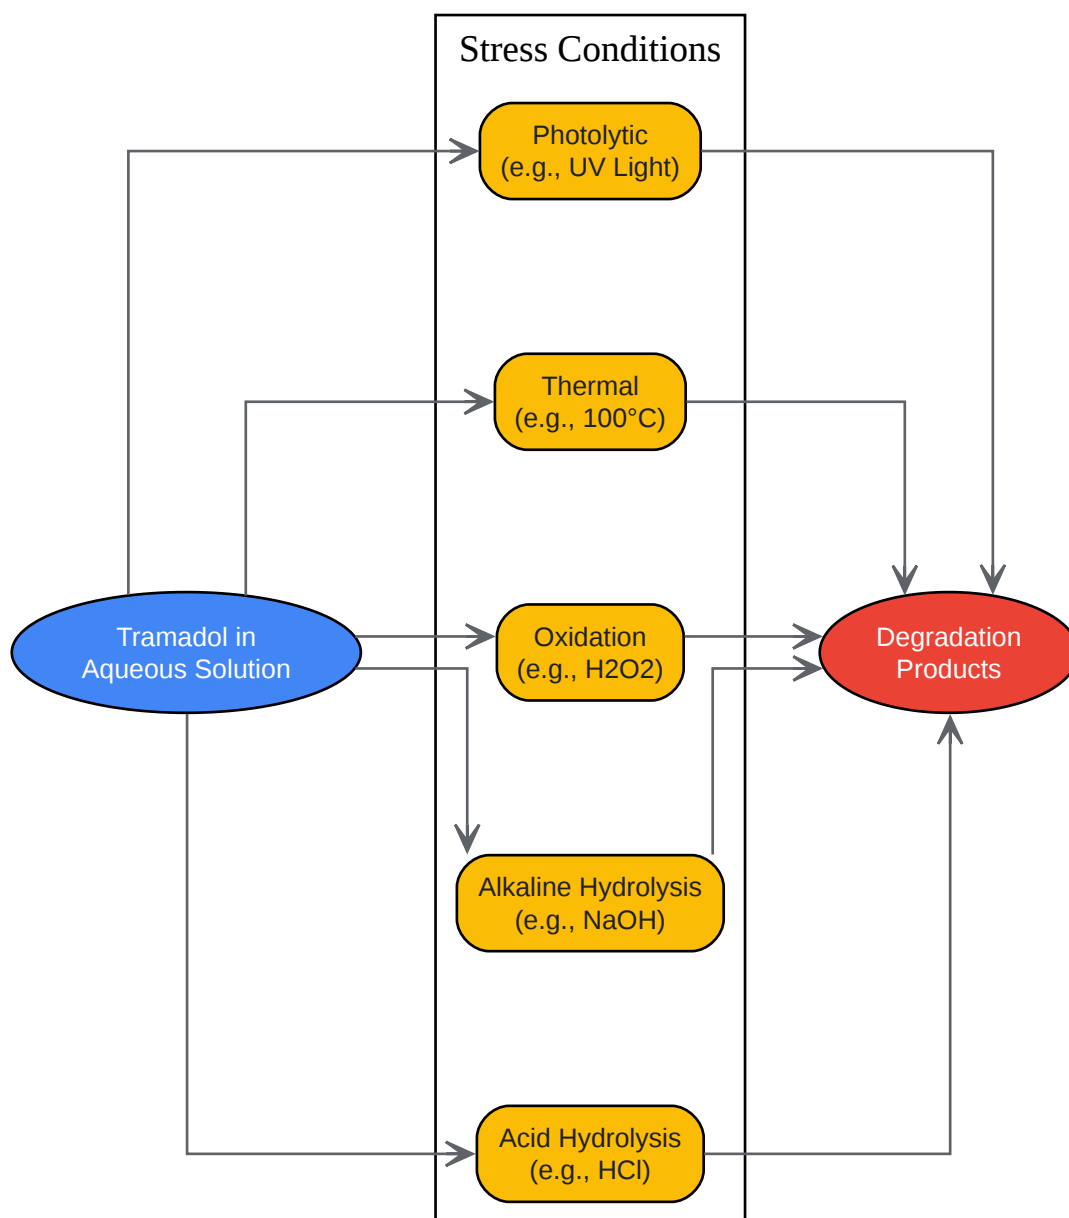 Stress Conditions
Photolytic
(e.g., UV Light)
Thermal
(e.g., 100°C)
Tramadol in
Aqueous Solution
Oxidation
(e.g., H2O2)
Degradation
Products
Alkaline Hydrolysis
(e.g., NaOH)
Acid Hydrolysis
(e.g., HCl)